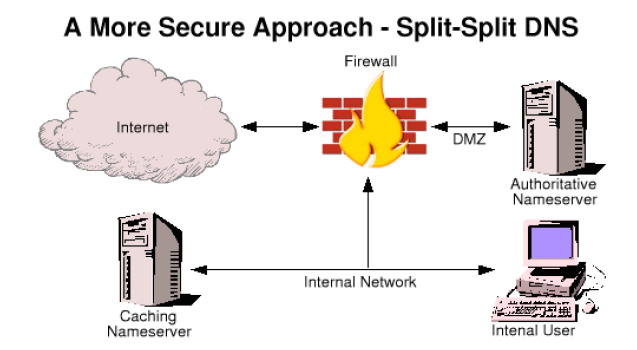 A More Secure Approach - Split-Split DNS
Firewall
Internet
DMZ
Authoritative
Nameserver
Internal Network
Caching
Nameserver
Intenal User